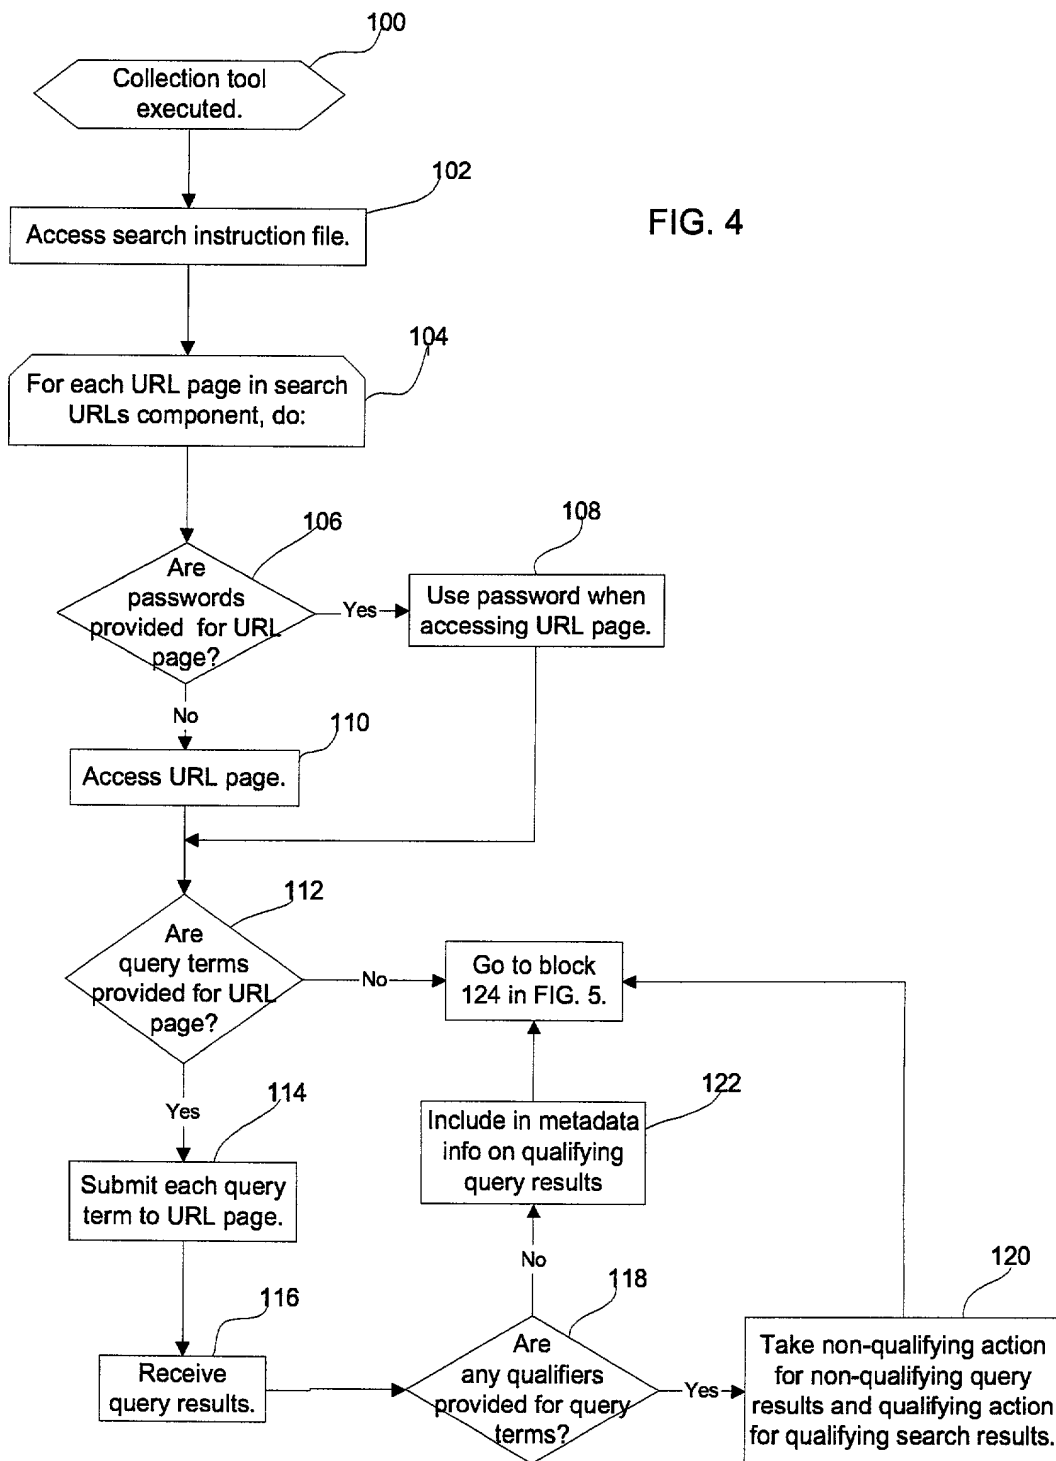 100
Collection tool
executed.
102
Access search instruction file.
FIG. 4
104
For each URL page in search
URLs component, do:
106
Are
passwords
provided for URL
page?
Yes
108
Use password when
accessing URL page.
No
110
Access URL page.
112
Are
query terms
provided for URL
page?
No
Go to block
124 in FIG. 5.
Yes
114
Submit each query
term to URL page.
122
Include in metadata
info on qualifying
query results
No
116
Receive
query results.
118
Are
any qualifiers
provided for query
terms?
Yes
120
Take non-qualifying action
for non-qualifying query
results and qualifying action
for qualifying search results.